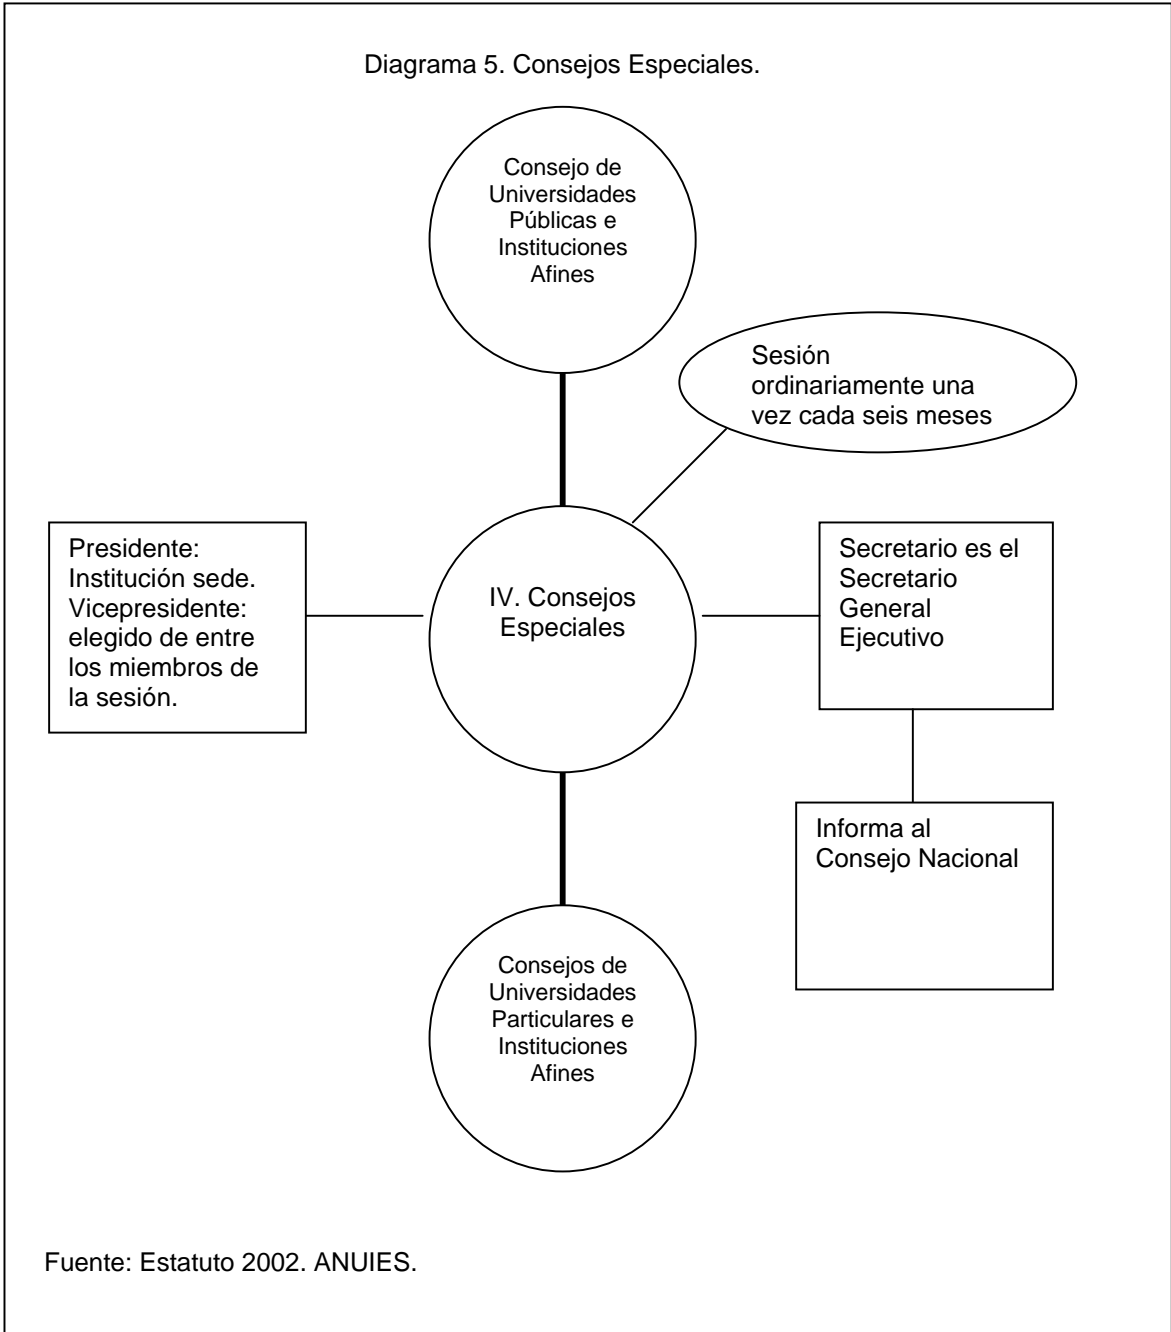 Diagrama 5. Consejos Especiales.
Consejo de
Universidades
Públicas e
Instituciones
Afines
Sesión
ordinariamente una
vez cada seis meses
Presidente:
Institución sede.
Vicepresidente:
elegido de entre
los miembros de
la sesión.
IV. Consejos
Especiales
Secretario es el
Secretario
General
Ejecutivo
Informa al
Consejo Nacional
Consejos de
Universidades
Particulares e
Instituciones
Afines
Fuente: Estatuto 2002. ANUIES.